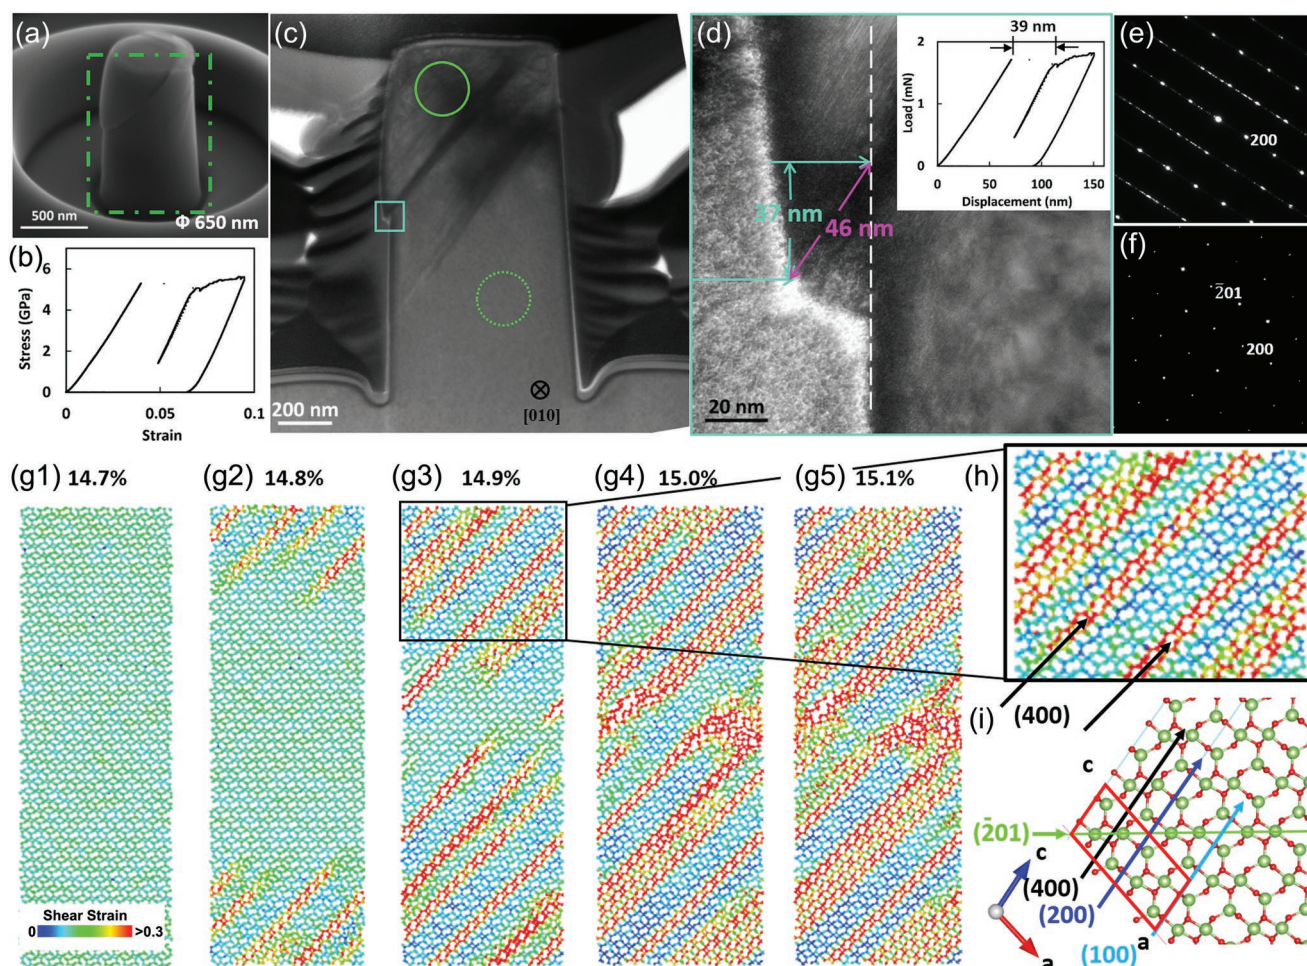 (a)
500 nm
Φ 650 nm
(b)
Stress (GPa)
6
4
2
0
0
0.05
0.1
Strain
(c)
200 nm
[010]
(d)
37 nm
46 nm
20 nm
39 nm
Load (mN)
2
1
0
0
50
100
150
Displacement (nm)
(e)
200
(f)
2̄01
200
(g1) 14.7%
(g2) 14.8%
(g3) 14.9%
(g4) 15.0%
(g5) 15.1%
Shear Strain
0
>0.3
(h)
(400)
(i)
c
(2̄01)
c
(400)
(200)
a
(100)
a